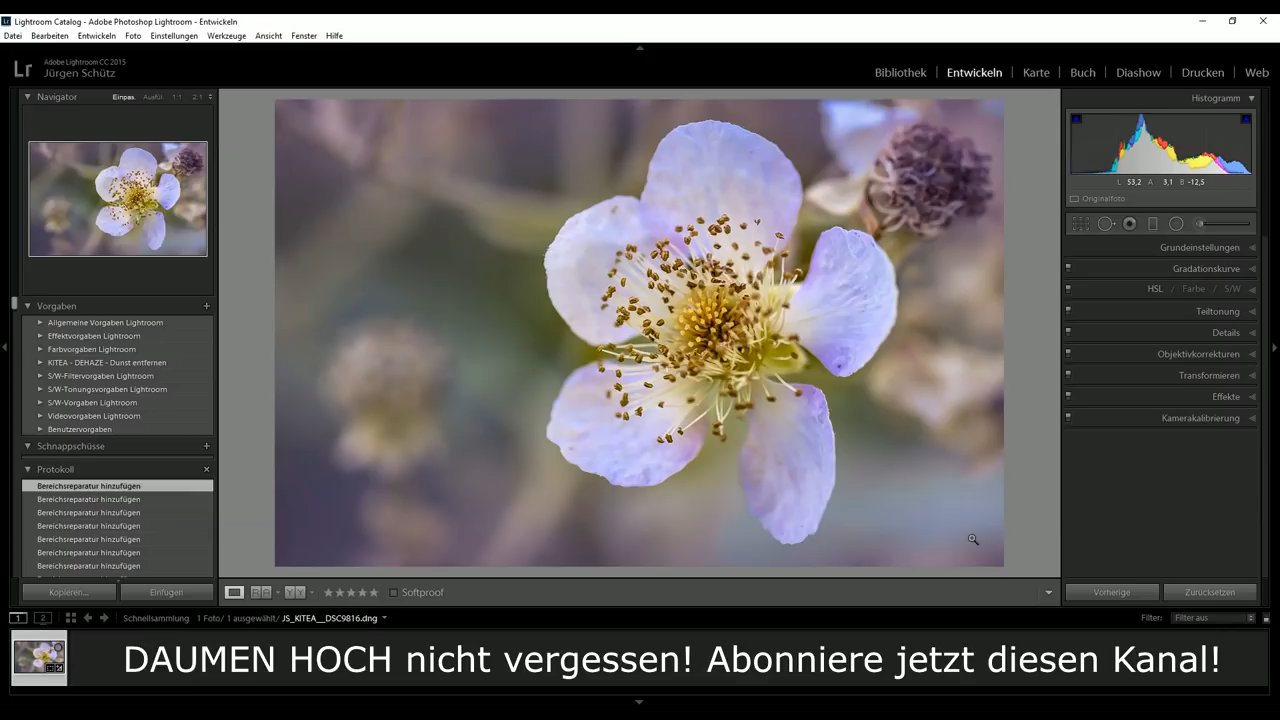 Lightroom Catalog - Adobe Photoshop Lightroom - Entwickeln
Datei Bearbeiten Entwickeln Foto Einstellungen Werkzeuge Ansicht Fenster Hilfe
Lr
Adobe Lightroom CC 2015
Jürgen Schütz
Bibliothek | Entwickeln | Karte | Buch | Diashow | Drucken | Web
Navigator Einpas. Ausfül 1:1 2:1
Vorgaben +
Allgemeine Vorgaben Lightroom
Effektvorgaben Lightroom
Farbvorgaben Lightroom
KITEA - DEHAZE - Dunst entfernen
S/W-Filtervorgaben Lightroom
S/W-Tonungsvorgaben Lightroom
S/W-Vorgaben Lightroom
Videovorgaben Lightroom
Benutzervorgaben
Schnappschüsse +
Protokoll ×
Bereichsreparatur hinzufügen
Bereichsreparatur hinzufügen
Bereichsreparatur hinzufügen
Bereichsreparatur hinzufügen
Bereichsreparatur hinzufügen
Bereichsreparatur hinzufügen
Bereichsreparatur hinzufügen
Kopieren... Einfügen
Histogramm
L 53,2 A 3,1 B -12,5
Originalfoto
Grundeinstellungen
Gradationskurve
HSL / Farbe / S/W
Teiltonung
Details
Objektivkorrekturen
Transformieren
Effekte
Kamerakalibrierung
Softproof
Vorherige Zurücksetzen
1 2 Schnellsammlung 1 Foto/ 1 ausgewählt/ JS_KITEA__DSC9816.dng
Filter: Filter aus
DAUMEN HOCH nicht vergessen! Abonniere jetzt diesen Kanal!